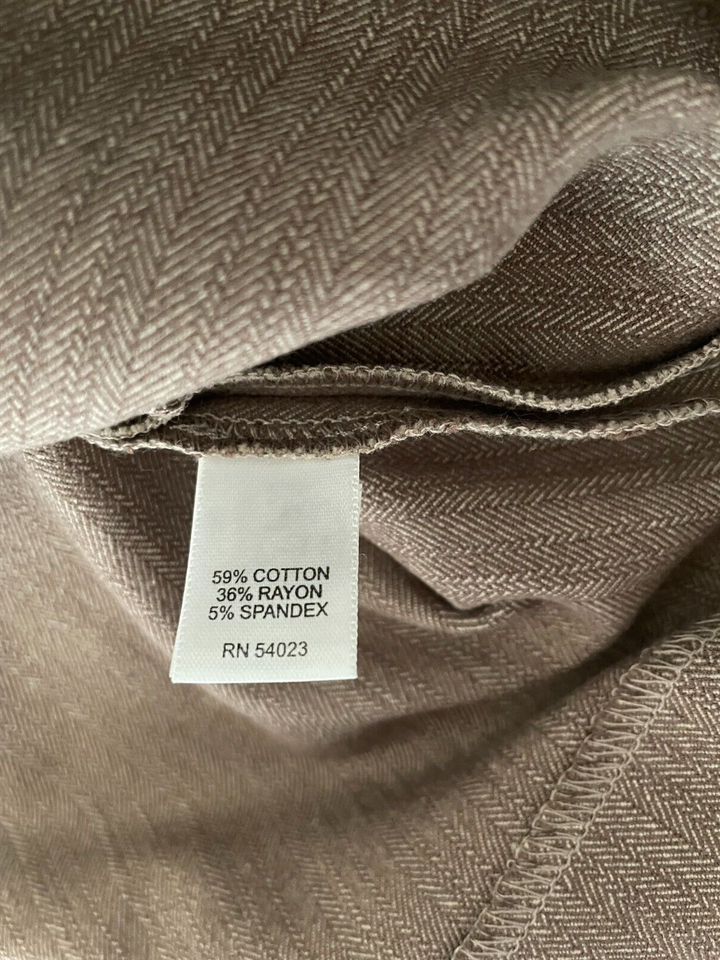 59% COTTON
36% RAYON
5% SPANDEX
RN 54023